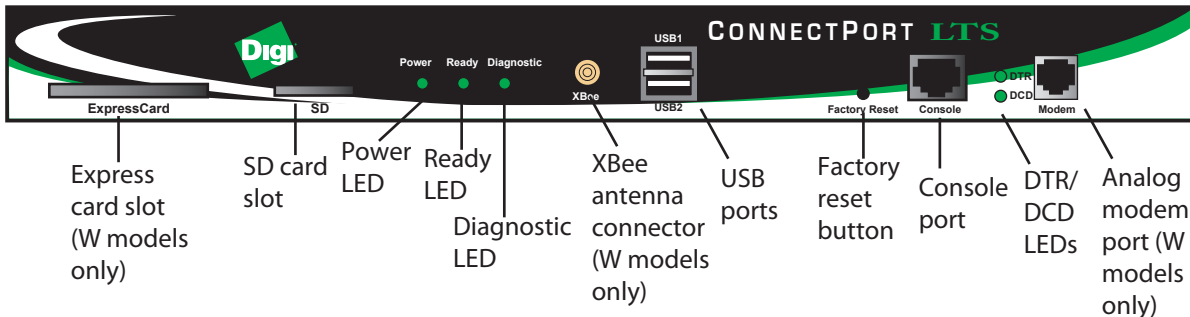 CONNECTPORT LTS
Digi
Power Ready Diagnostic
USB1
XBee
USB2
ExpressCard
SD
Factory Reset
Console
DTR
DCD
Modem
Express
card slot
(W models
only)
SD card
slot
Power
LED
Ready
LED
Diagnostic
LED
XBee
antenna
connector
(W models
only)
USB
ports
Factory
reset
button
Console
port
DTR/
DCD
LEDs
Analog
modem
port (W
models
only)